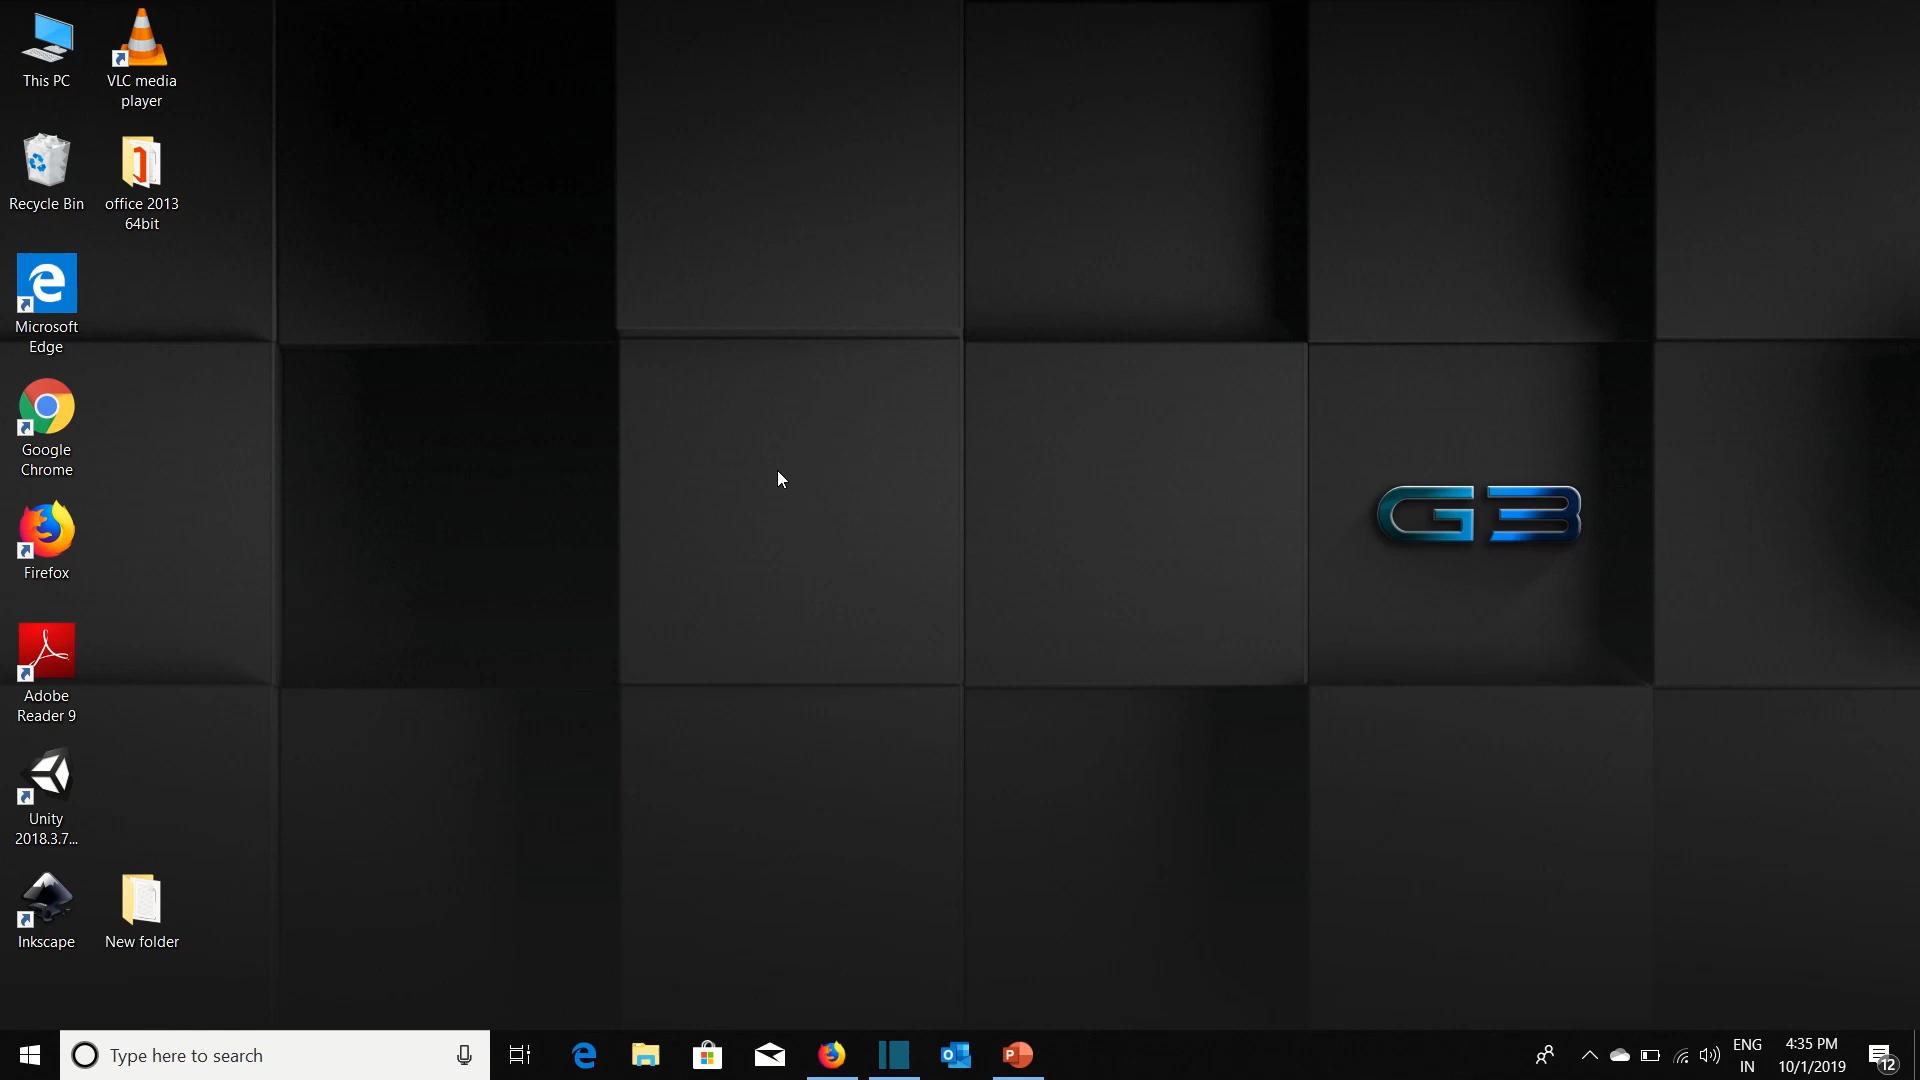 This PC
VLC media
player
Recycle Bin
office 2013
64bit
Microsoft
Edge
Google
Chrome
Firefox
Adobe
Reader 9
Unity
2018.3.7...
Inkscape
New folder
G3
Type here to search
ENG
IN
4:35 PM
10/1/2019
12